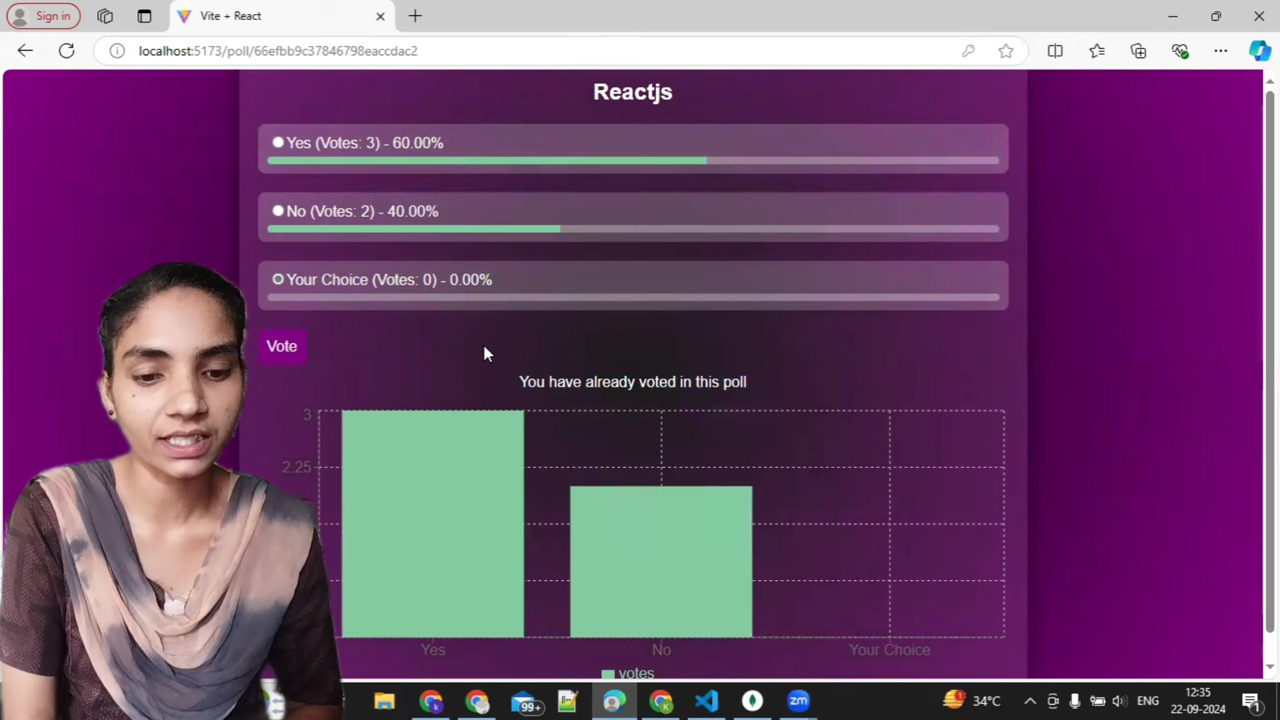 Sign in
Vite + React
localhost:5173/poll/66efbb9c37846798eaccdac2
Reactjs
Yes (Votes: 3) - 60.00%
No (Votes: 2) - 40.00%
Your Choice (Votes: 0) - 0.00%
Vote
You have already voted in this poll
3
2.25
Yes No Your Choice
votes
99+
34°C
ENG
12:35
22-09-2024
1